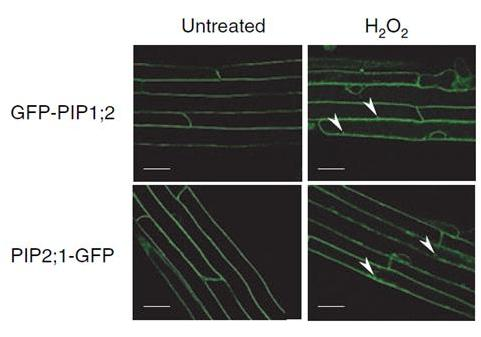 Untreated
H₂O₂
GFP-PIP1;2
PIP2;1-GFP